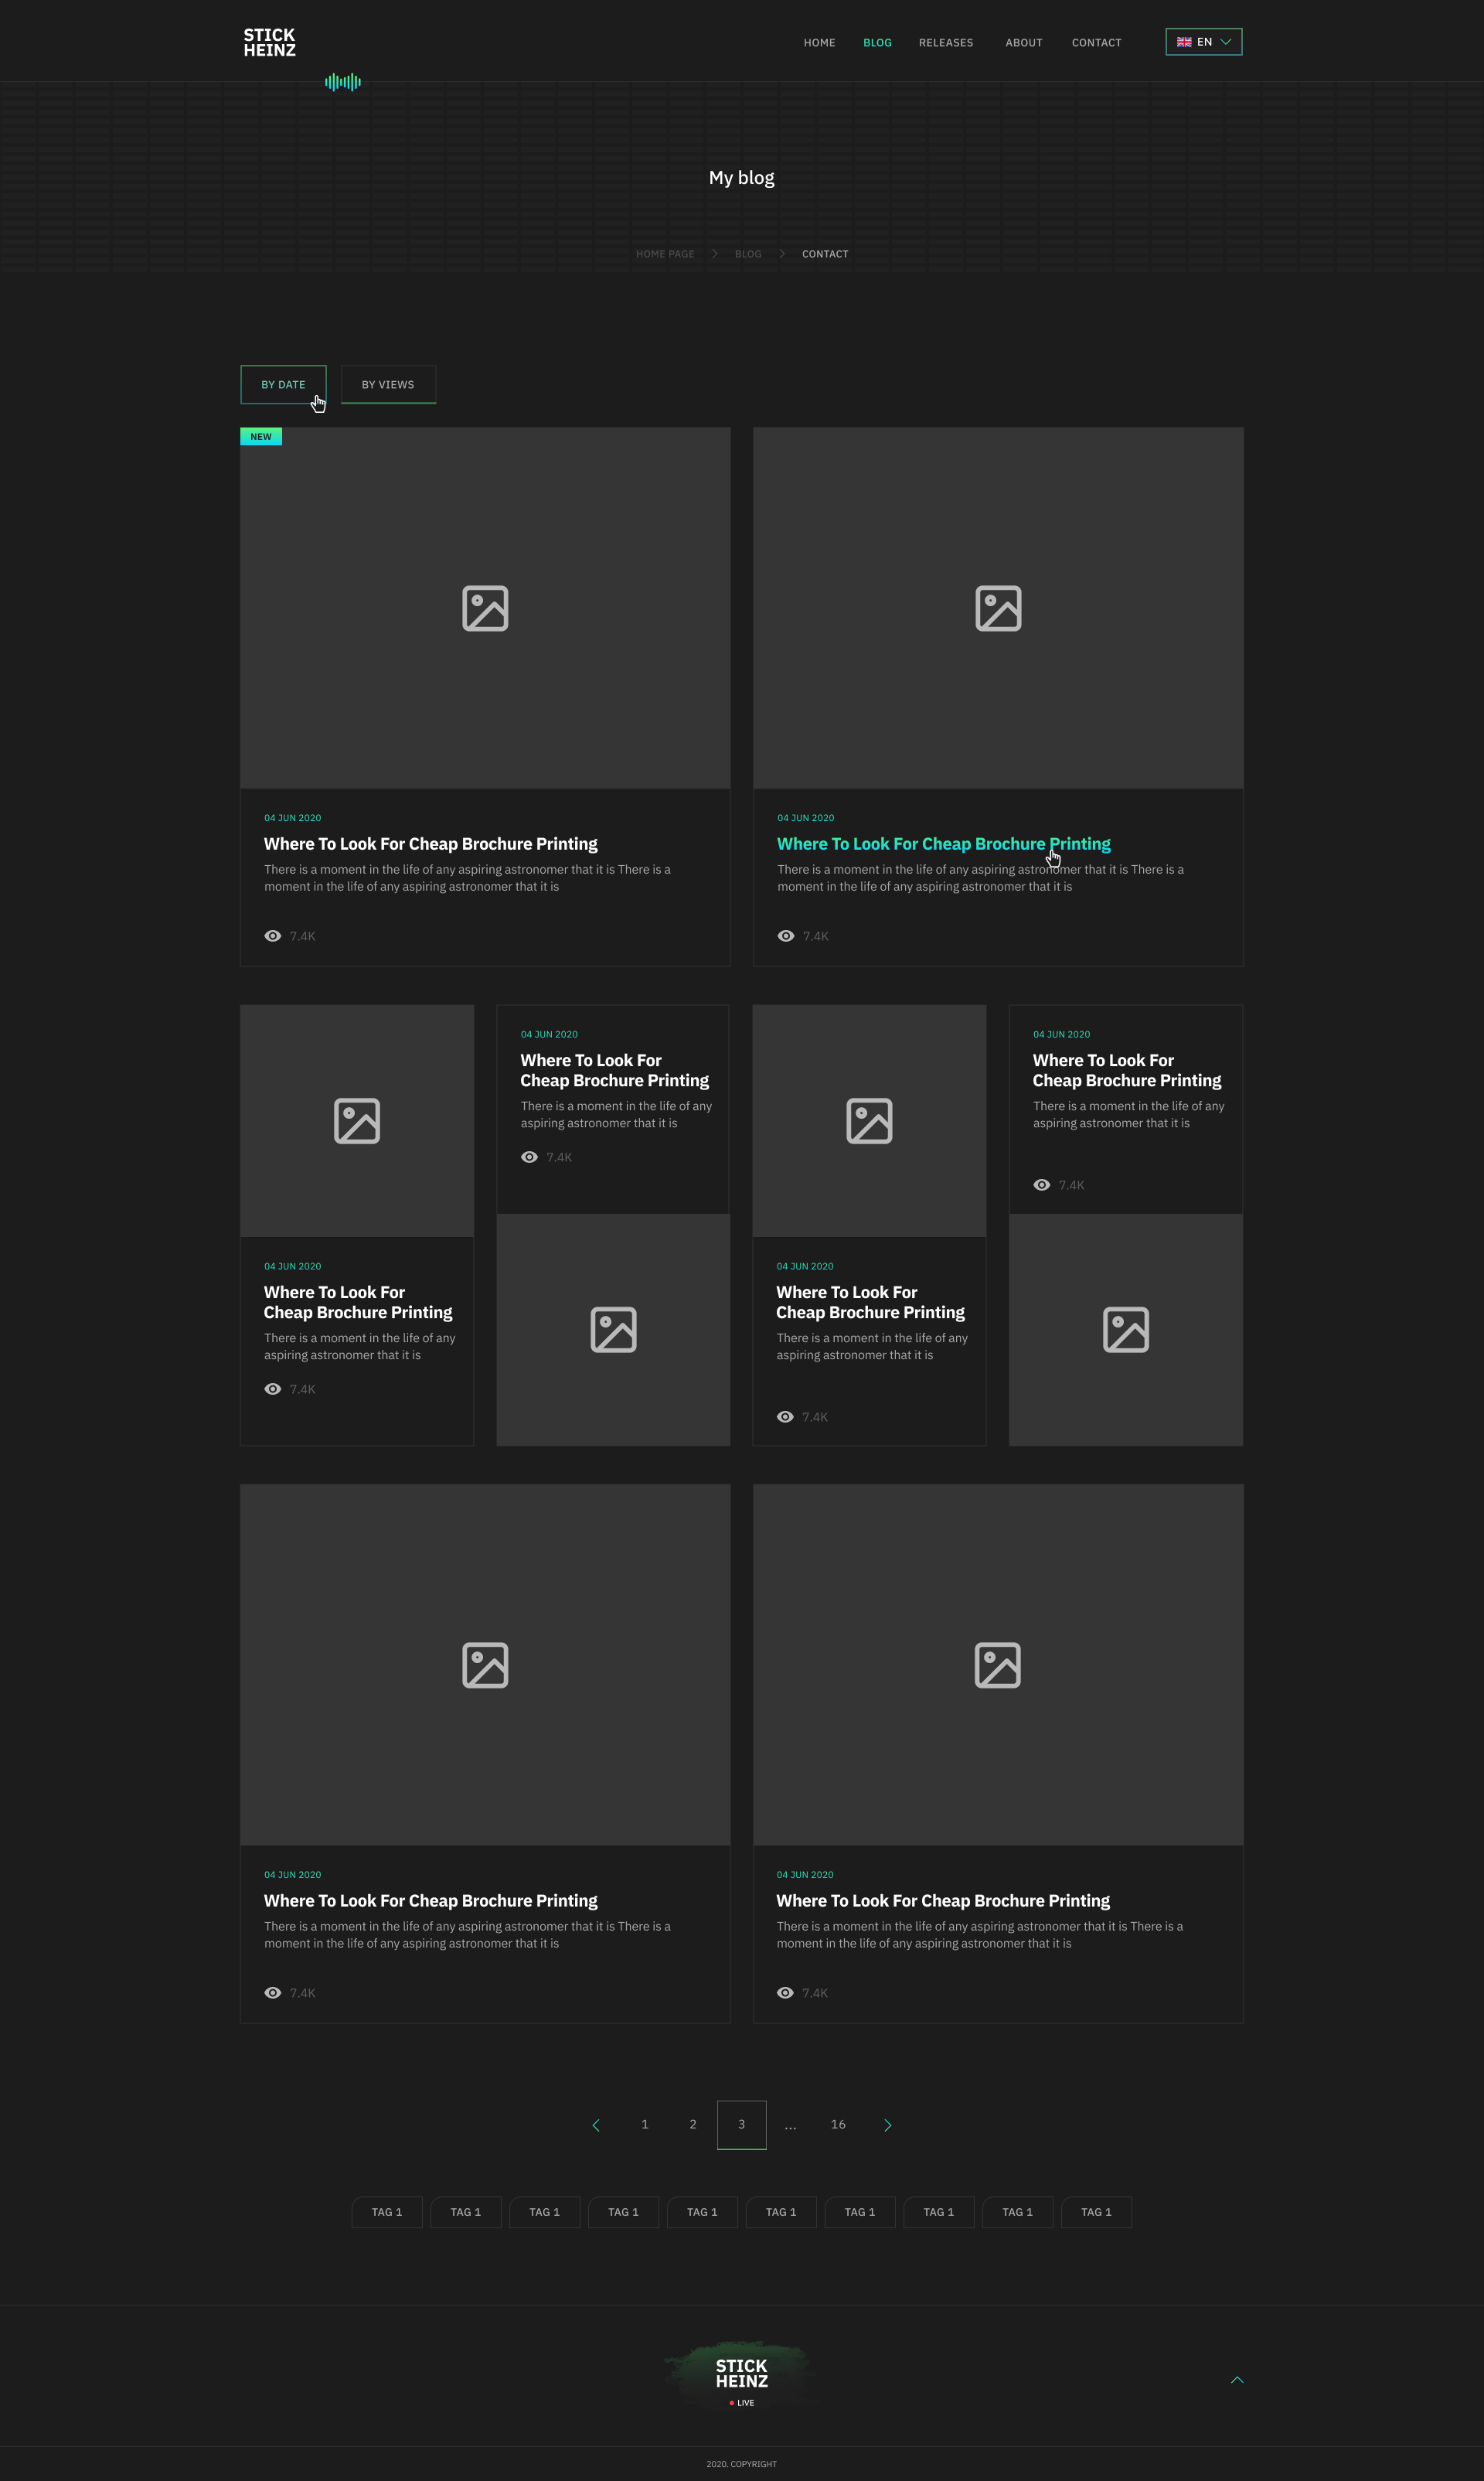 STICK
HEINZ
HOME BLOG RELEASES ABOUT CONTACT EN
My blog
HOME PAGE BLOG CONTACT
BY DATE BY VIEWS
NEW
04 JUN 2020
Where To Look For Cheap Brochure Printing
There is a moment in the life of any aspiring astronomer that it is There is a
moment in the life of any aspiring astronomer that it is
7.4K
04 JUN 2020
Where To Look For Cheap Brochure Printing
There is a moment in the life of any aspiring astronomer that it is There is a
moment in the life of any aspiring astronomer that it is
7.4K
04 JUN 2020
Where To Look For
Cheap Brochure Printing
There is a moment in the life of any
aspiring astronomer that it is
7.4K
04 JUN 2020
Where To Look For
Cheap Brochure Printing
There is a moment in the life of any
aspiring astronomer that it is
7.4K
04 JUN 2020
Where To Look For
Cheap Brochure Printing
There is a moment in the life of any
aspiring astronomer that it is
7.4K
04 JUN 2020
Where To Look For
Cheap Brochure Printing
There is a moment in the life of any
aspiring astronomer that it is
7.4K
04 JUN 2020
Where To Look For Cheap Brochure Printing
There is a moment in the life of any aspiring astronomer that it is There is a
moment in the life of any aspiring astronomer that it is
7.4K
04 JUN 2020
Where To Look For Cheap Brochure Printing
There is a moment in the life of any aspiring astronomer that it is There is a
moment in the life of any aspiring astronomer that it is
7.4K
1 2 3 ... 16
TAG 1 TAG 1 TAG 1 TAG 1 TAG 1 TAG 1 TAG 1 TAG 1 TAG 1 TAG 1
STICK
HEINZ
LIVE
2020. COPYRIGHT